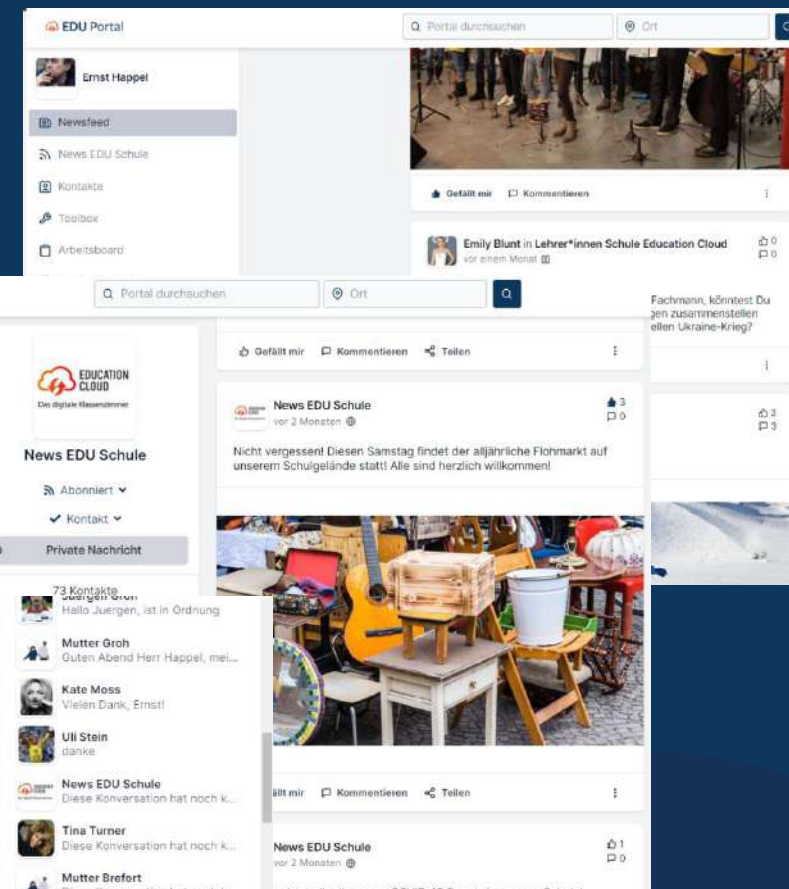 EDU Portal
Portal durchsuchen
Ort
Ernst Happel
Newsfeed
News EDU Schule
Kontakte
Toolbox
Arbeitsboard
Gefällt mir
Kommentieren
Emily Blunt in Lehrer*innen Schule Education Cloud
vor einem Monat
0
0
Fachmann, könntest Du
gen zusammenstellen
ellen Ukraine-Krieg?
2
3
Portal durchsuchen
Ort
EDUCATION
CLOUD
Das digitale Klassenzimmer
News EDU Schule
Abonniert
Kontakt
Private Nachricht
73 Kontakte
Gefällt mir
Kommentieren
Teilen
News EDU Schule
vor 2 Monaten
3
0
Nicht vergessen! Diesen Samstag findet der alljährliche Flohmarkt auf
unserem Schulgelände statt! Alle sind herzlich willkommen!
ällt mir
Kommentieren
Teilen
News EDU Schule
vor 2 Monaten
1
0
Hallo Juergen, ist in Ordnung
Mutter Groh
Guten Abend Herr Happel, mei...
Kate Moss
Vielen Dank, Ernst!
Uli Stein
danke
News EDU Schule
Diese Konversation hat noch k...
Tina Turner
Diese Konversation hat noch k...
Mutter Brefort